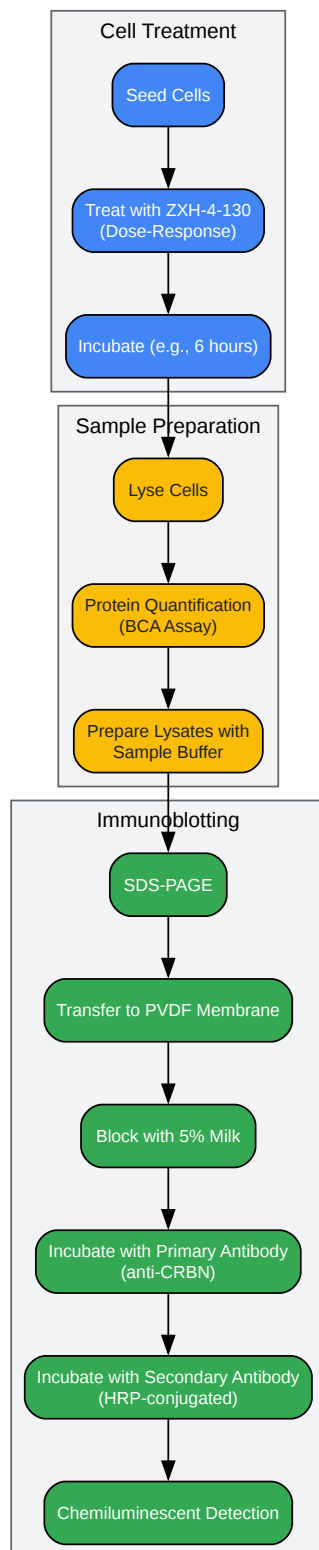 Cell Treatment
Seed Cells
Treat with ZXH-4-130
(Dose-Response)
Incubate (e.g., 6 hours)
Sample Preparation
Lyse Cells
Protein Quantification
(BCA Assay)
Prepare Lysates with
Sample Buffer
Immunoblotting
SDS-PAGE
Transfer to PVDF Membrane
Block with 5% Milk
Incubate with Primary Antibody
(anti-CRBN)
Incubate with Secondary Antibody
(HRP-conjugated)
Chemiluminescent Detection